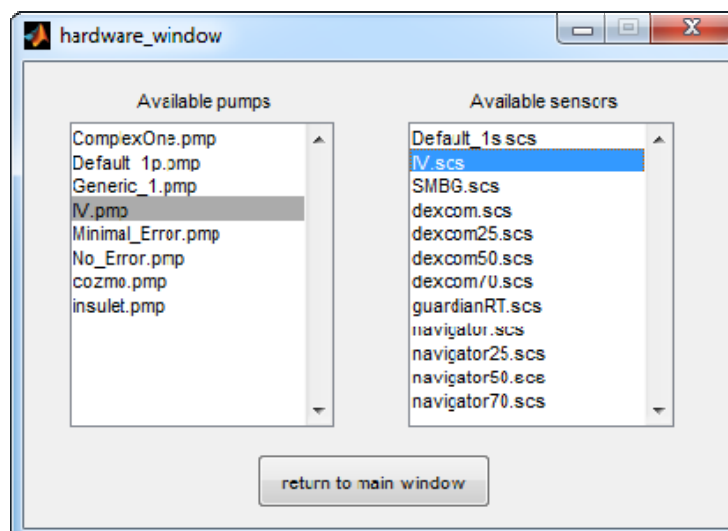 hardware_window
Available pumps
ComplexOne.pmp
Default_1p.pmp
Generic_1.pmp
IV.pmp
Minimal_Error.pmp
No_Error.pmp
cozmo.pmp
insulet.pmp
Available sensors
Default_1s.scs
IV.scs
SMBG.scs
dexcom.scs
dexcom25.scs
dexcom50.scs
dexcom70.scs
guardianRT.scs
navigator.scs
navigator25.scs
navigator50.scs
navigator70.scs
return to main window